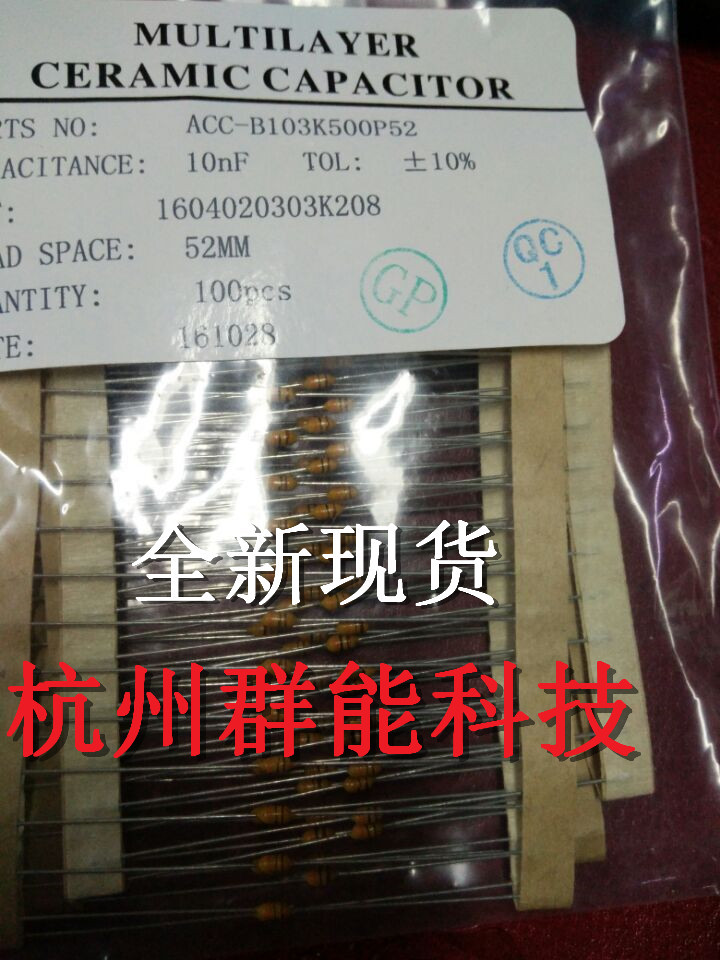 MULTILAYER
CERAMIC CAPACITOR
RTS NO: ACC-B103K500P52
ACITANCE: 10nF TOL: ±10%
: 1604020303K208
AD SPACE: 52MM
ANTITY: 100pcs
TE: 161028
GP
QC
1
全新现货
杭州群能科技